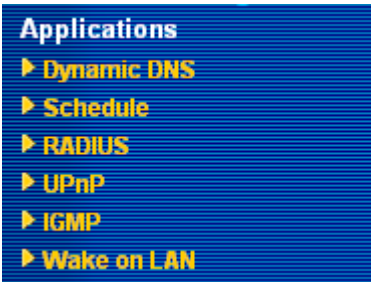 Applications
Dynamic DNS
Schedule
RADIUS
UPnP
IGMP
Wake on LAN